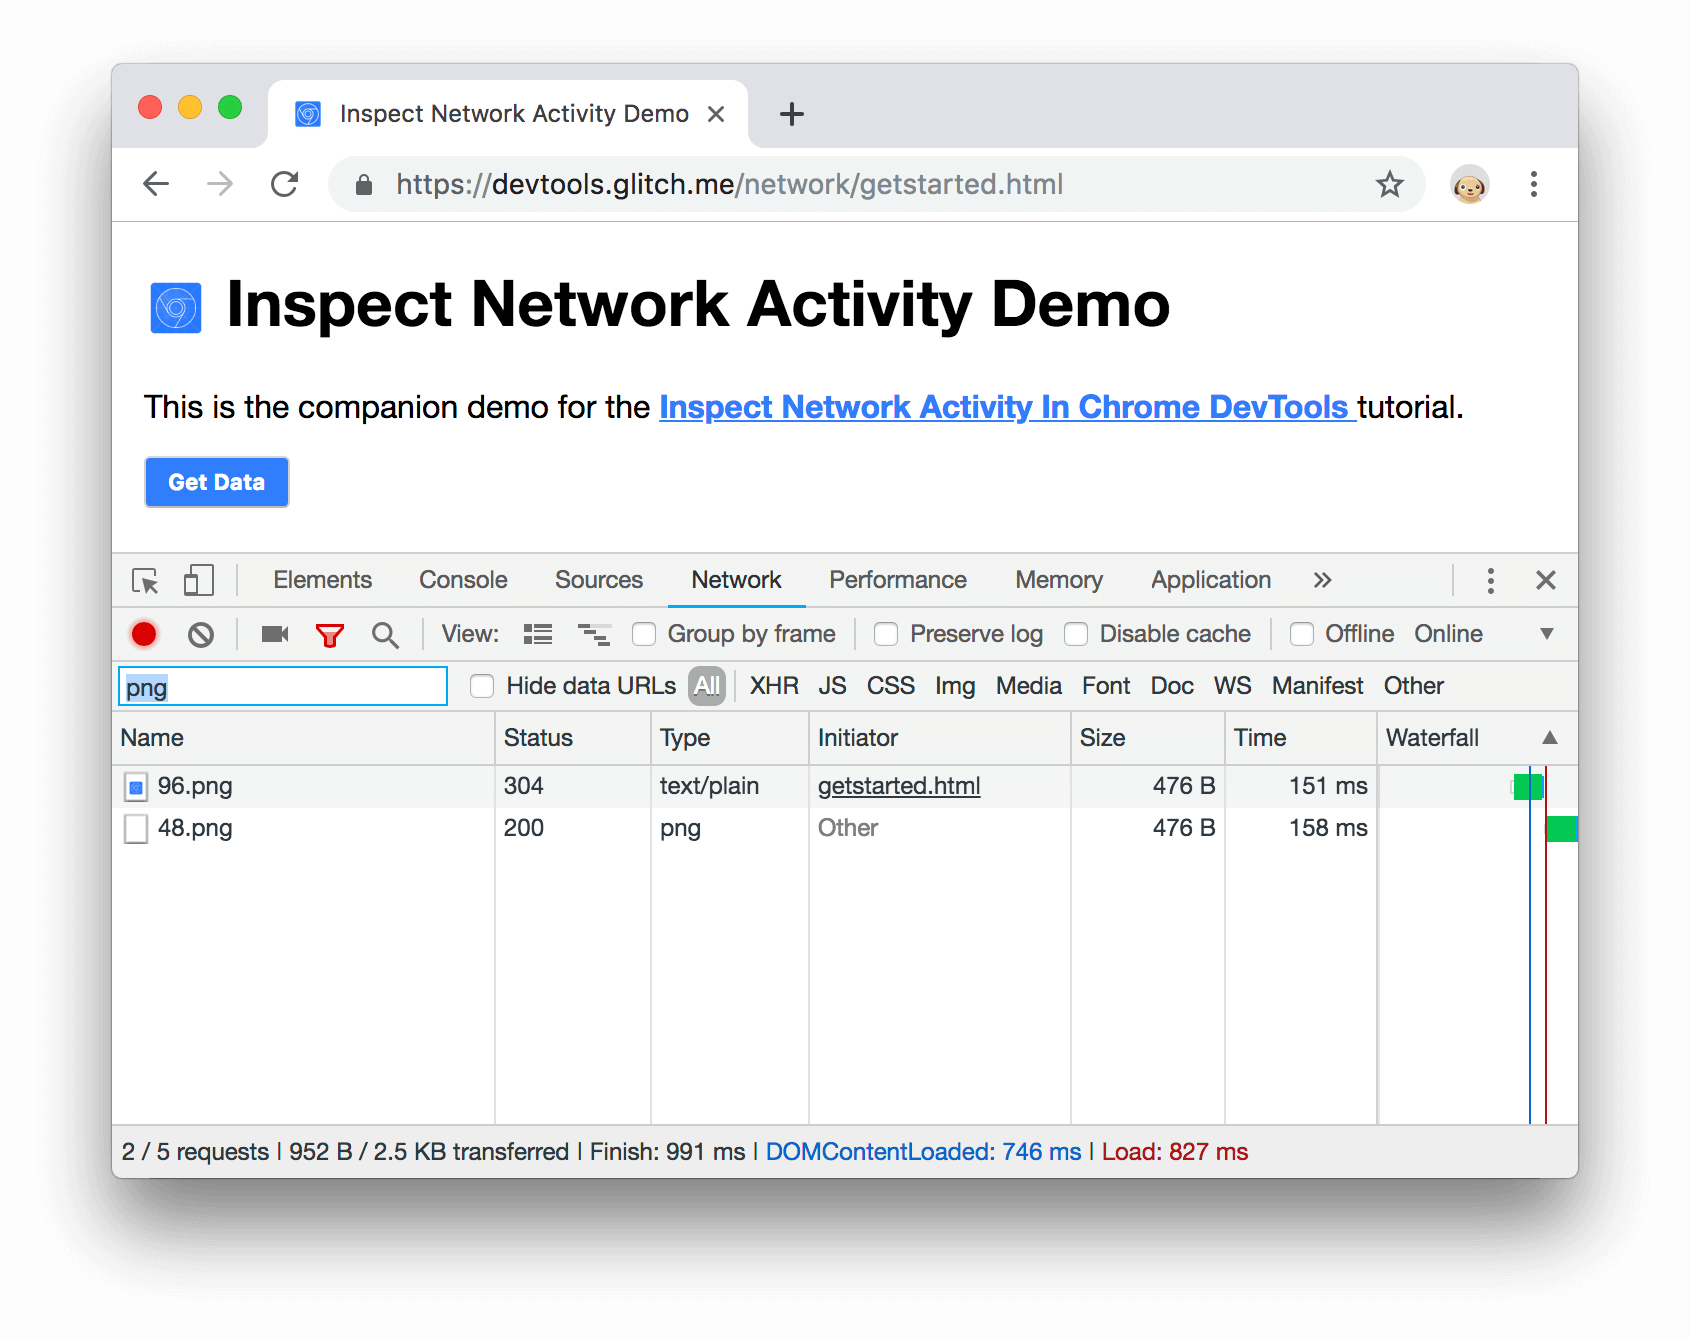 Inspect Network Activity Demo
https://devtools.glitch.me/network/getstarted.html
Inspect Network Activity Demo
This is the companion demo for the Inspect Network Activity In Chrome DevTools tutorial.
Get Data
Elements Console Sources Network Performance Memory Application
View: Group by frame Preserve log Disable cache Offline Online
png Hide data URLs All XHR JS CSS Img Media Font Doc WS Manifest Other
Name Status Type Initiator Size Time Waterfall
96.png 304 text/plain getstarted.html 476 B 151 ms
48.png 200 png Other 476 B 158 ms
2 / 5 requests | 952 B / 2.5 KB transferred | Finish: 991 ms | DOMContentLoaded: 746 ms | Load: 827 ms